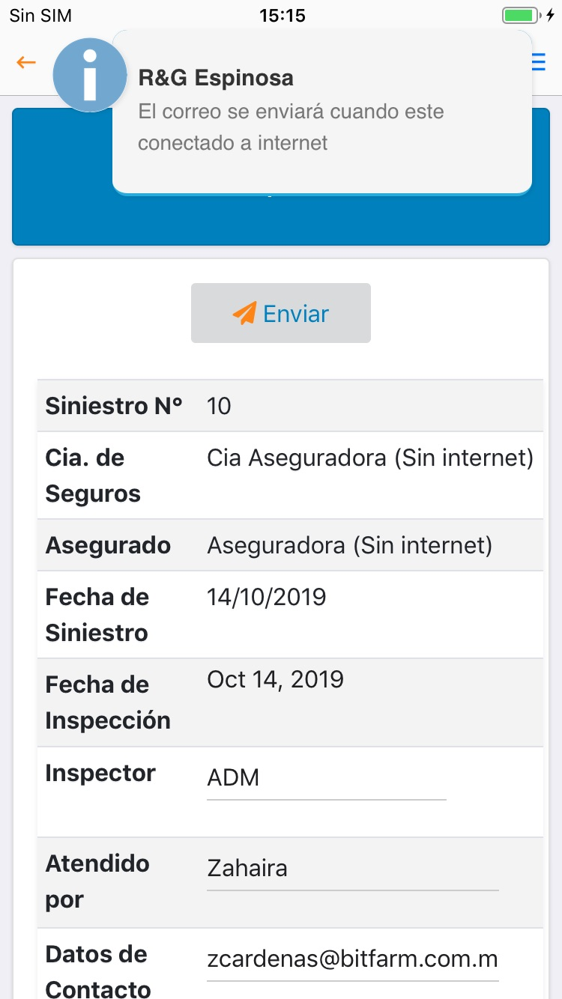 Sin SIM 15:15
R&G Espinosa
El correo se enviará cuando este
conectado a internet
Enviar
Siniestro N° 10
Cia. de Cia Aseguradora (Sin internet)
Seguros
Asegurado Aseguradora (Sin internet)
Fecha de 14/10/2019
Siniestro
Fecha de Oct 14, 2019
Inspección
Inspector ADM
Atendido Zahaira
por
Datos de zcardenas@bitfarm.com.m
Contacto